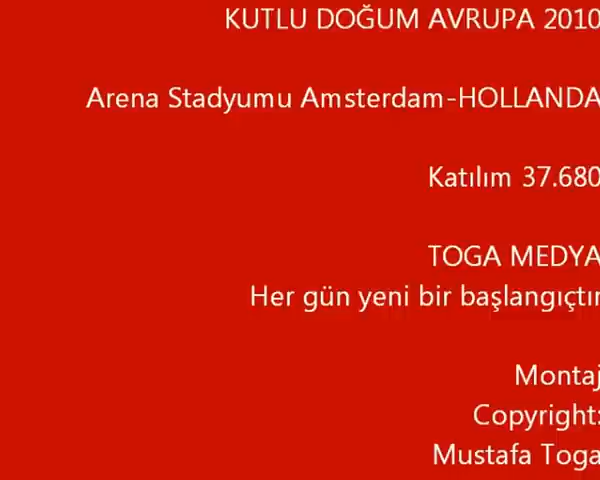 KUTLU DOĞUM AVRUPA 2010
Arena Stadyumu Amsterdam-HOLLANDA
Katılım 37.680
TOGA MEDYA
Her gün yeni bir başlangıçtır
Montaj
Copyright:
Mustafa Toga